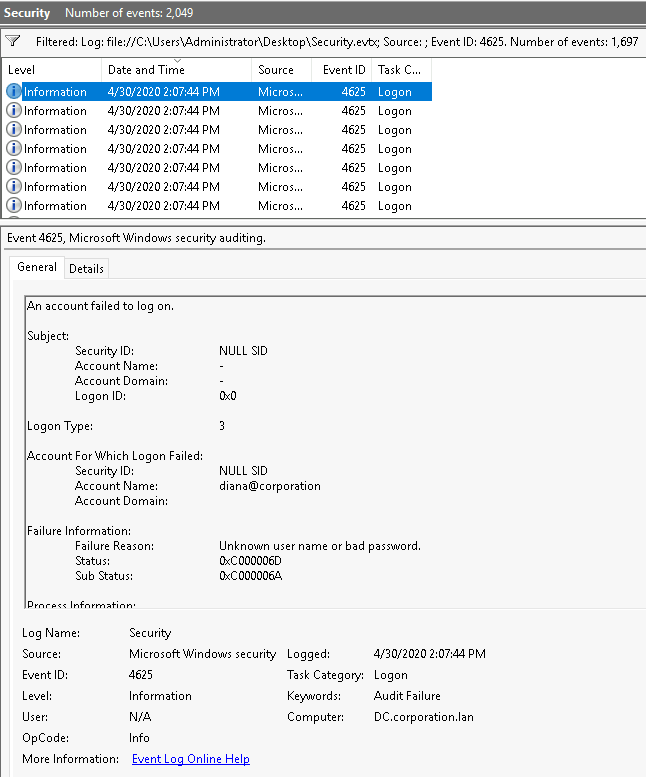 Security Number of events: 2,049
Filtered: Log: file://C:\Users\Administrator\Desktop\Security.evtx; Source: ; Event ID: 4625. Number of events: 1,697
Level Date and Time Source Event ID Task C...
Information 4/30/2020 2:07:44 PM Micros... 4625 Logon
Information 4/30/2020 2:07:44 PM Micros... 4625 Logon
Information 4/30/2020 2:07:44 PM Micros... 4625 Logon
Information 4/30/2020 2:07:44 PM Micros... 4625 Logon
Information 4/30/2020 2:07:44 PM Micros... 4625 Logon
Information 4/30/2020 2:07:44 PM Micros... 4625 Logon
Information 4/30/2020 2:07:44 PM Micros... 4625 Logon
Event 4625, Microsoft Windows security auditing.
General Details
An account failed to log on.
Subject:
Security ID: NULL SID
Account Name: -
Account Domain: -
Logon ID: 0x0
Logon Type: 3
Account For Which Logon Failed:
Security ID: NULL SID
Account Name: diana@corporation
Account Domain:
Failure Information:
Failure Reason: Unknown user name or bad password.
Status: 0xC000006D
Sub Status: 0xC000006A
Process Information:
Log Name: Security
Source: Microsoft Windows security Logged: 4/30/2020 2:07:44 PM
Event ID: 4625 Task Category: Logon
Level: Information Keywords: Audit Failure
User: N/A Computer: DC.corporation.lan
OpCode: Info
More Information: Event Log Online Help